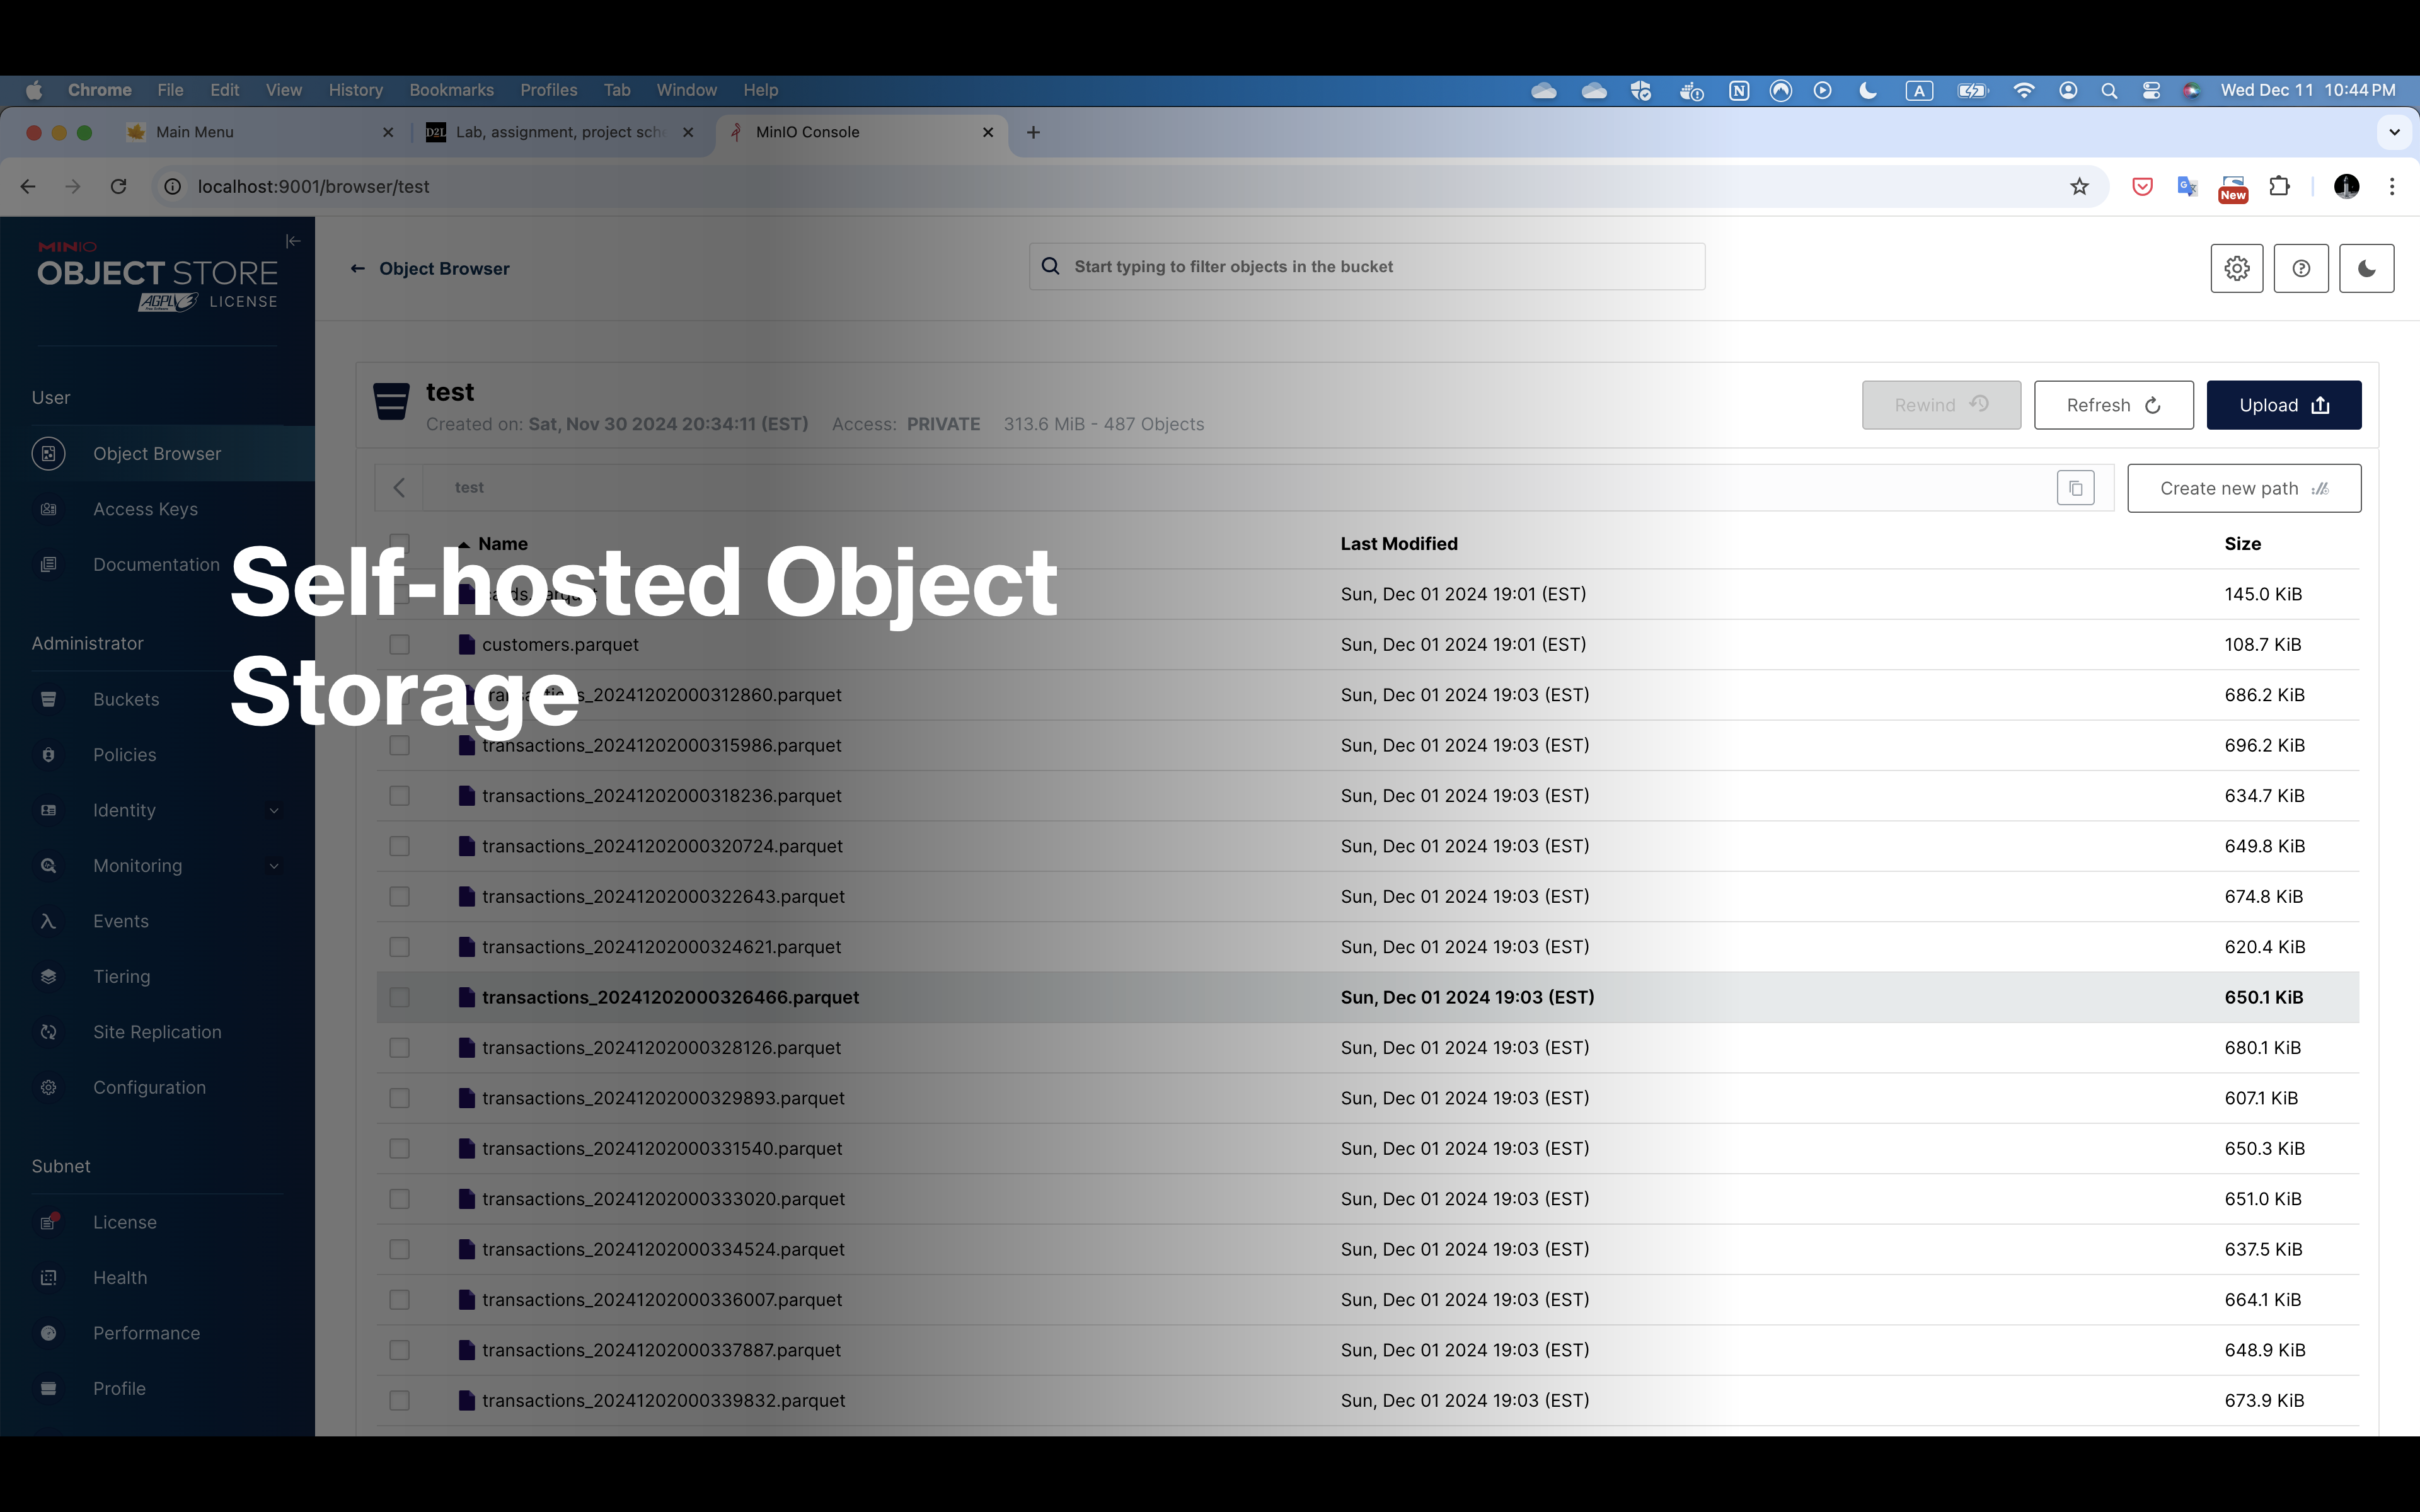 Chrome File Edit View History Bookmarks Profiles Tab Window Help A Wed Dec 11 10:44 PM
Main Menu D2L Lab, assignment, project sch MinIO Console
localhost:9001/browser/test New
MINIO
OBJECT STORE
AGPLv3 LICENSE
Object Browser
Start typing to filter objects in the bucket
test
Created on: Sat, Nov 30 2024 20:34:11 (EST) Access: PRIVATE 313.6 MiB - 487 Objects
Rewind Refresh Upload
test
Create new path
User
Object Browser
Access Keys
Documentation
Administrator
Buckets
Policies
Identity
Monitoring
Events
Tiering
Site Replication
Configuration
Subnet
License
Health
Performance
Profile
Self-hosted Object
Storage
Name Last Modified Size
Sun, Dec 01 2024 19:01 (EST) 145.0 KiB
customers.parquet Sun, Dec 01 2024 19:01 (EST) 108.7 KiB
transactions_20241202000312860.parquet Sun, Dec 01 2024 19:03 (EST) 686.2 KiB
transactions_20241202000315986.parquet Sun, Dec 01 2024 19:03 (EST) 696.2 KiB
transactions_20241202000318236.parquet Sun, Dec 01 2024 19:03 (EST) 634.7 KiB
transactions_20241202000320724.parquet Sun, Dec 01 2024 19:03 (EST) 649.8 KiB
transactions_20241202000322643.parquet Sun, Dec 01 2024 19:03 (EST) 674.8 KiB
transactions_20241202000324621.parquet Sun, Dec 01 2024 19:03 (EST) 620.4 KiB
transactions_20241202000326466.parquet Sun, Dec 01 2024 19:03 (EST) 650.1 KiB
transactions_20241202000328126.parquet Sun, Dec 01 2024 19:03 (EST) 680.1 KiB
transactions_20241202000329893.parquet Sun, Dec 01 2024 19:03 (EST) 607.1 KiB
transactions_20241202000331540.parquet Sun, Dec 01 2024 19:03 (EST) 650.3 KiB
transactions_20241202000333020.parquet Sun, Dec 01 2024 19:03 (EST) 651.0 KiB
transactions_20241202000334524.parquet Sun, Dec 01 2024 19:03 (EST) 637.5 KiB
transactions_20241202000336007.parquet Sun, Dec 01 2024 19:03 (EST) 664.1 KiB
transactions_20241202000337887.parquet Sun, Dec 01 2024 19:03 (EST) 648.9 KiB
transactions_20241202000339832.parquet Sun, Dec 01 2024 19:03 (EST) 673.9 KiB